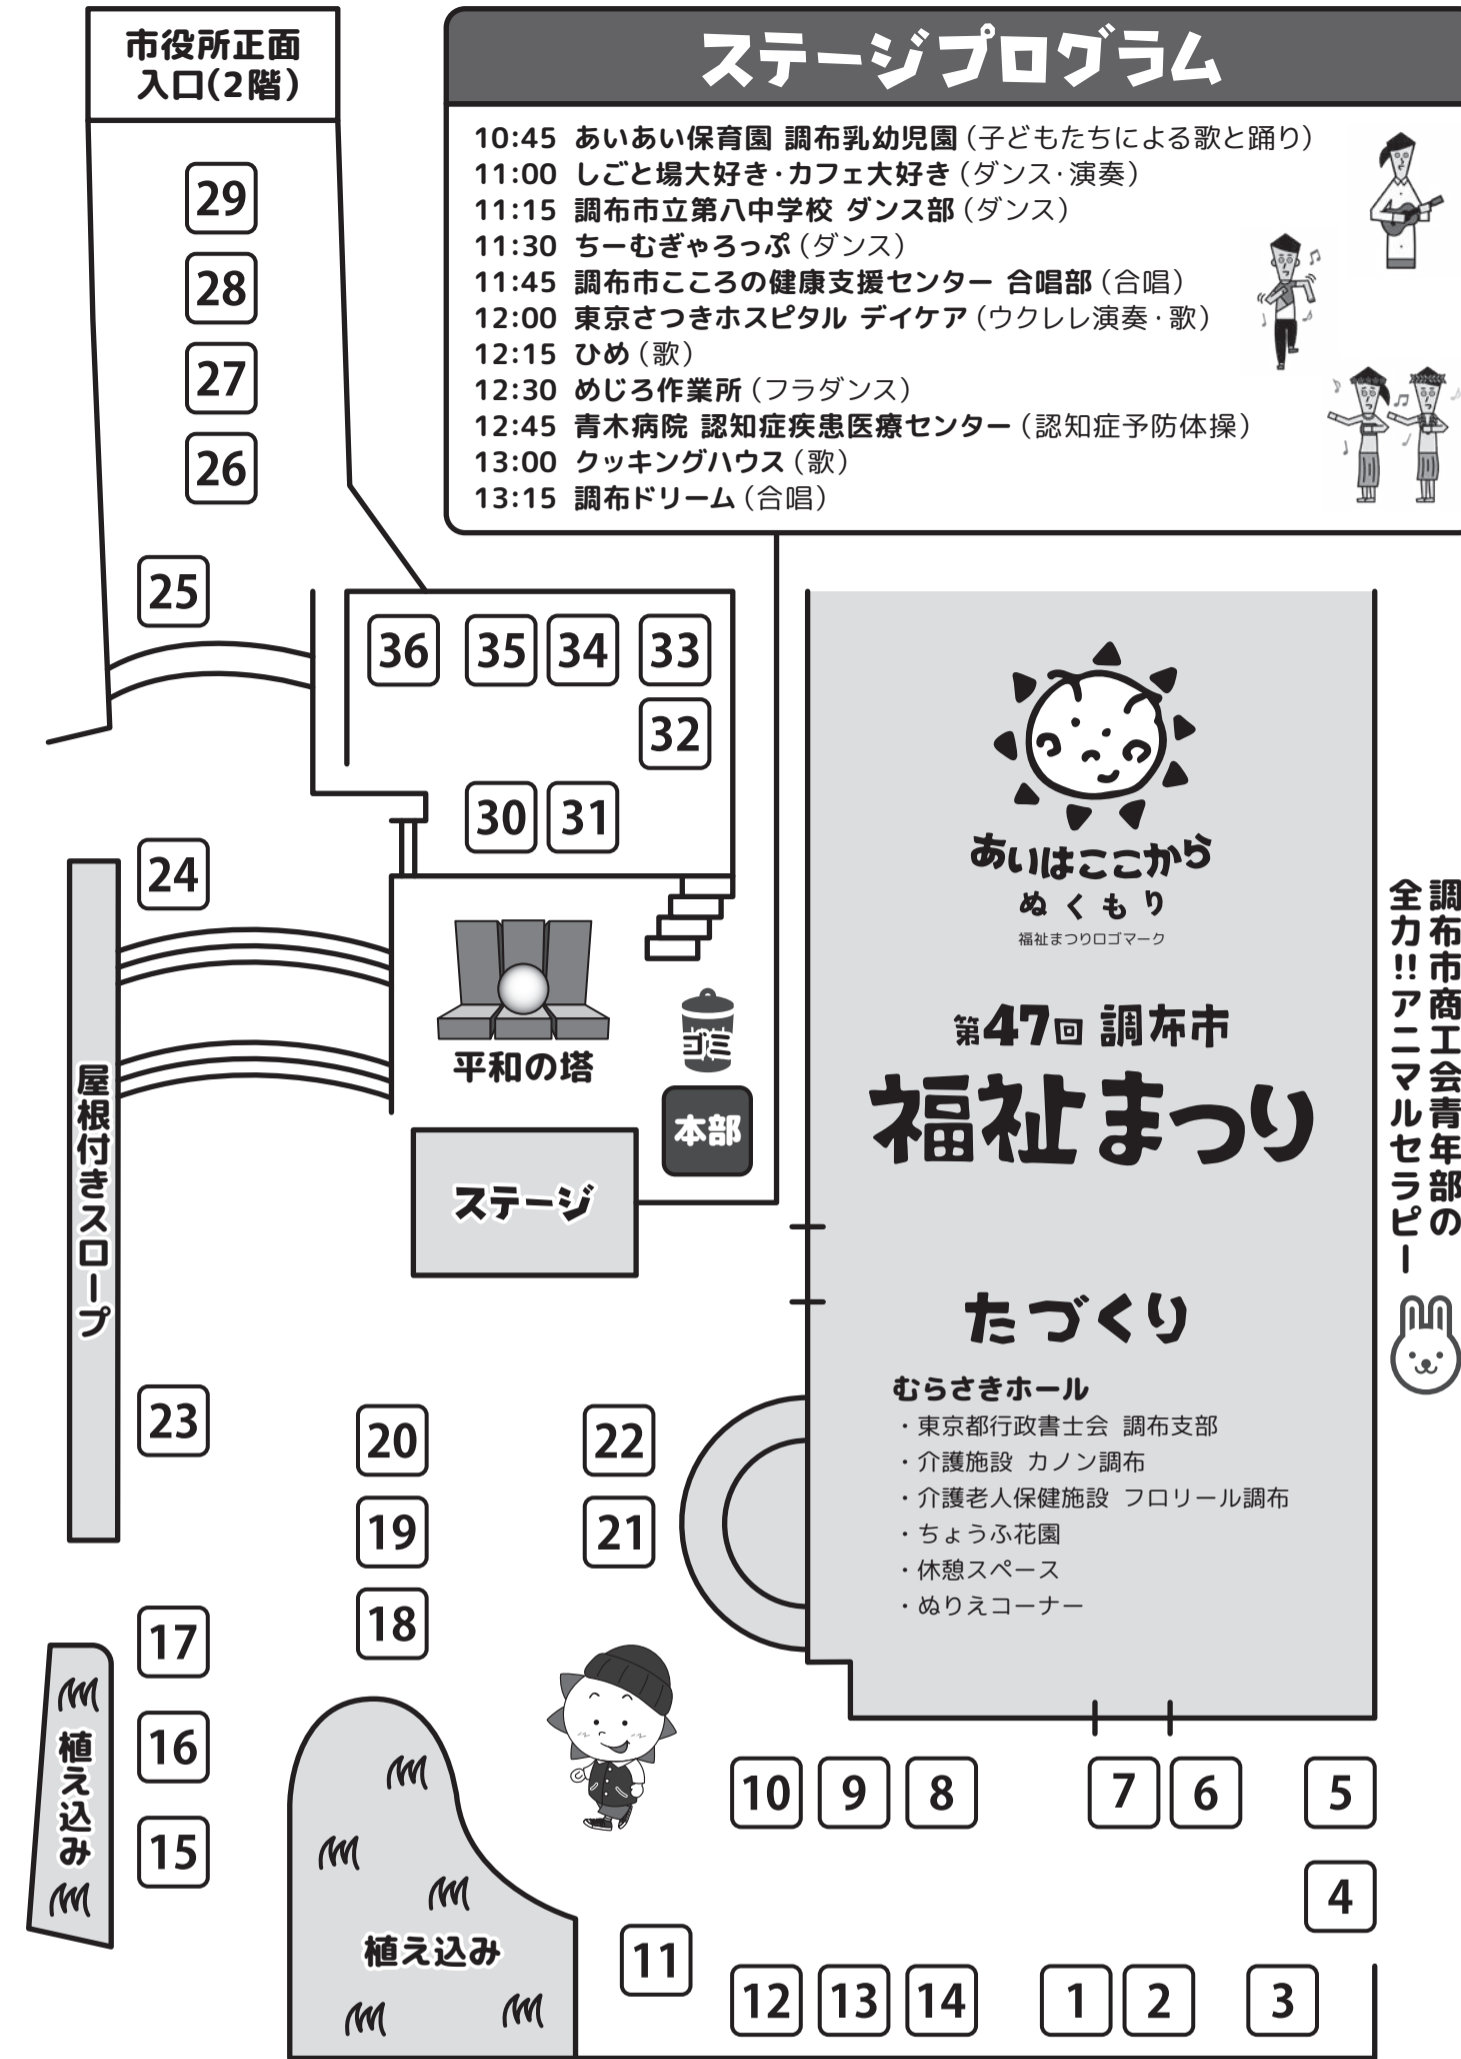 市役所正面
入口(2階)
ステージプログラム
10:45 あいあい保育園 調布乳幼児園(子どもたちによる歌と踊り)
11:00 しごと場大好き・カフェ大好き(ダンス・演奏)
11:15 調布市立第八中学校 ダンス部(ダンス)
11:30 ちーむぎゃろっぷ(ダンス)
11:45 調布市こころの健康支援センター 合唱部(合唱)
12:00 東京さつきホスピタル デイケア(ウクレレ演奏・歌)
12:15 ひめ(歌)
12:30 めじろ作業所(フラダンス)
12:45 青木病院 認知症疾患医療センター(認知症予防体操)
13:00 クッキングハウス(歌)
13:15 調布ドリーム(合唱)
29
28
27
26
25
36 35 34 33
32
30 31
24
平和の塔
ゴミ
本部
ステージ
屋根付きスロープ
あいはここから
ぬくもり
福祉まつりロゴマーク
第47回 調布市
福祉まつり
たづくり
むらさきホール
・東京都行政書士会 調布支部
・介護施設 カノン調布
・介護老人保健施設 フロリール調布
・ちょうふ花園
・休憩スペース
・ぬりえコーナー
調布市商工会青年部の
全力!!アニマルセラピー
23
20
22
19
21
18
17
16
15
植え込み
植え込み
10 9 8 7 6 5
4
11
12 13 14 1 2 3